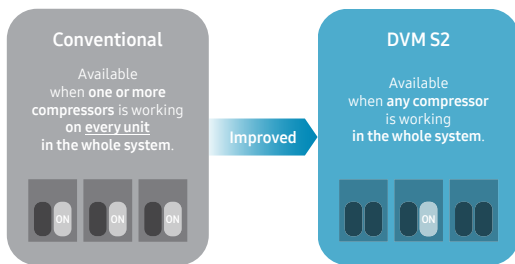 Conventional
Available
when one or more
compressors is working
on every unit
in the whole system.
ON
ON
ON
Improved
DVM S2
Available
when any compressor
is working
in the whole system.
ON